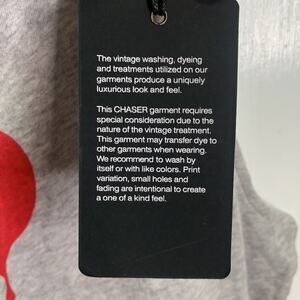 The vintage washing, dyeing
and treatments utilized on our
garments produce a uniquely
luxurious look and feel.
This CHASER garment requires
special consideration due to the
nature of the vintage treatment.
This garment may transfer dye to
other garments when wearing.
We recommend to wash by
itself or with like colors. Print
variation, small holes and
fading are intentional to create
a one of a kind feel.